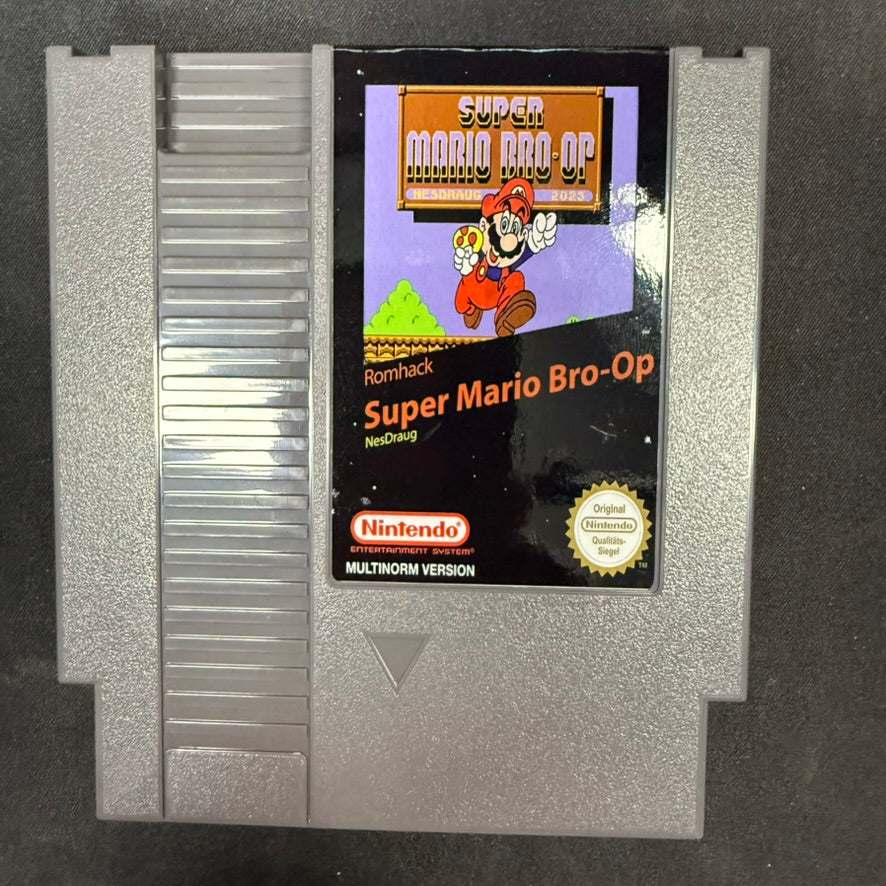 SUPER
MARIO BRO-OP
NESDRAUG 2023
Romhack
Super Mario Bro-Op
NesDraug
Nintendo®
ENTERTAINMENT SYSTEM®
MULTINORM VERSION
Original
Nintendo
Qualitäts-
Siegel
TM